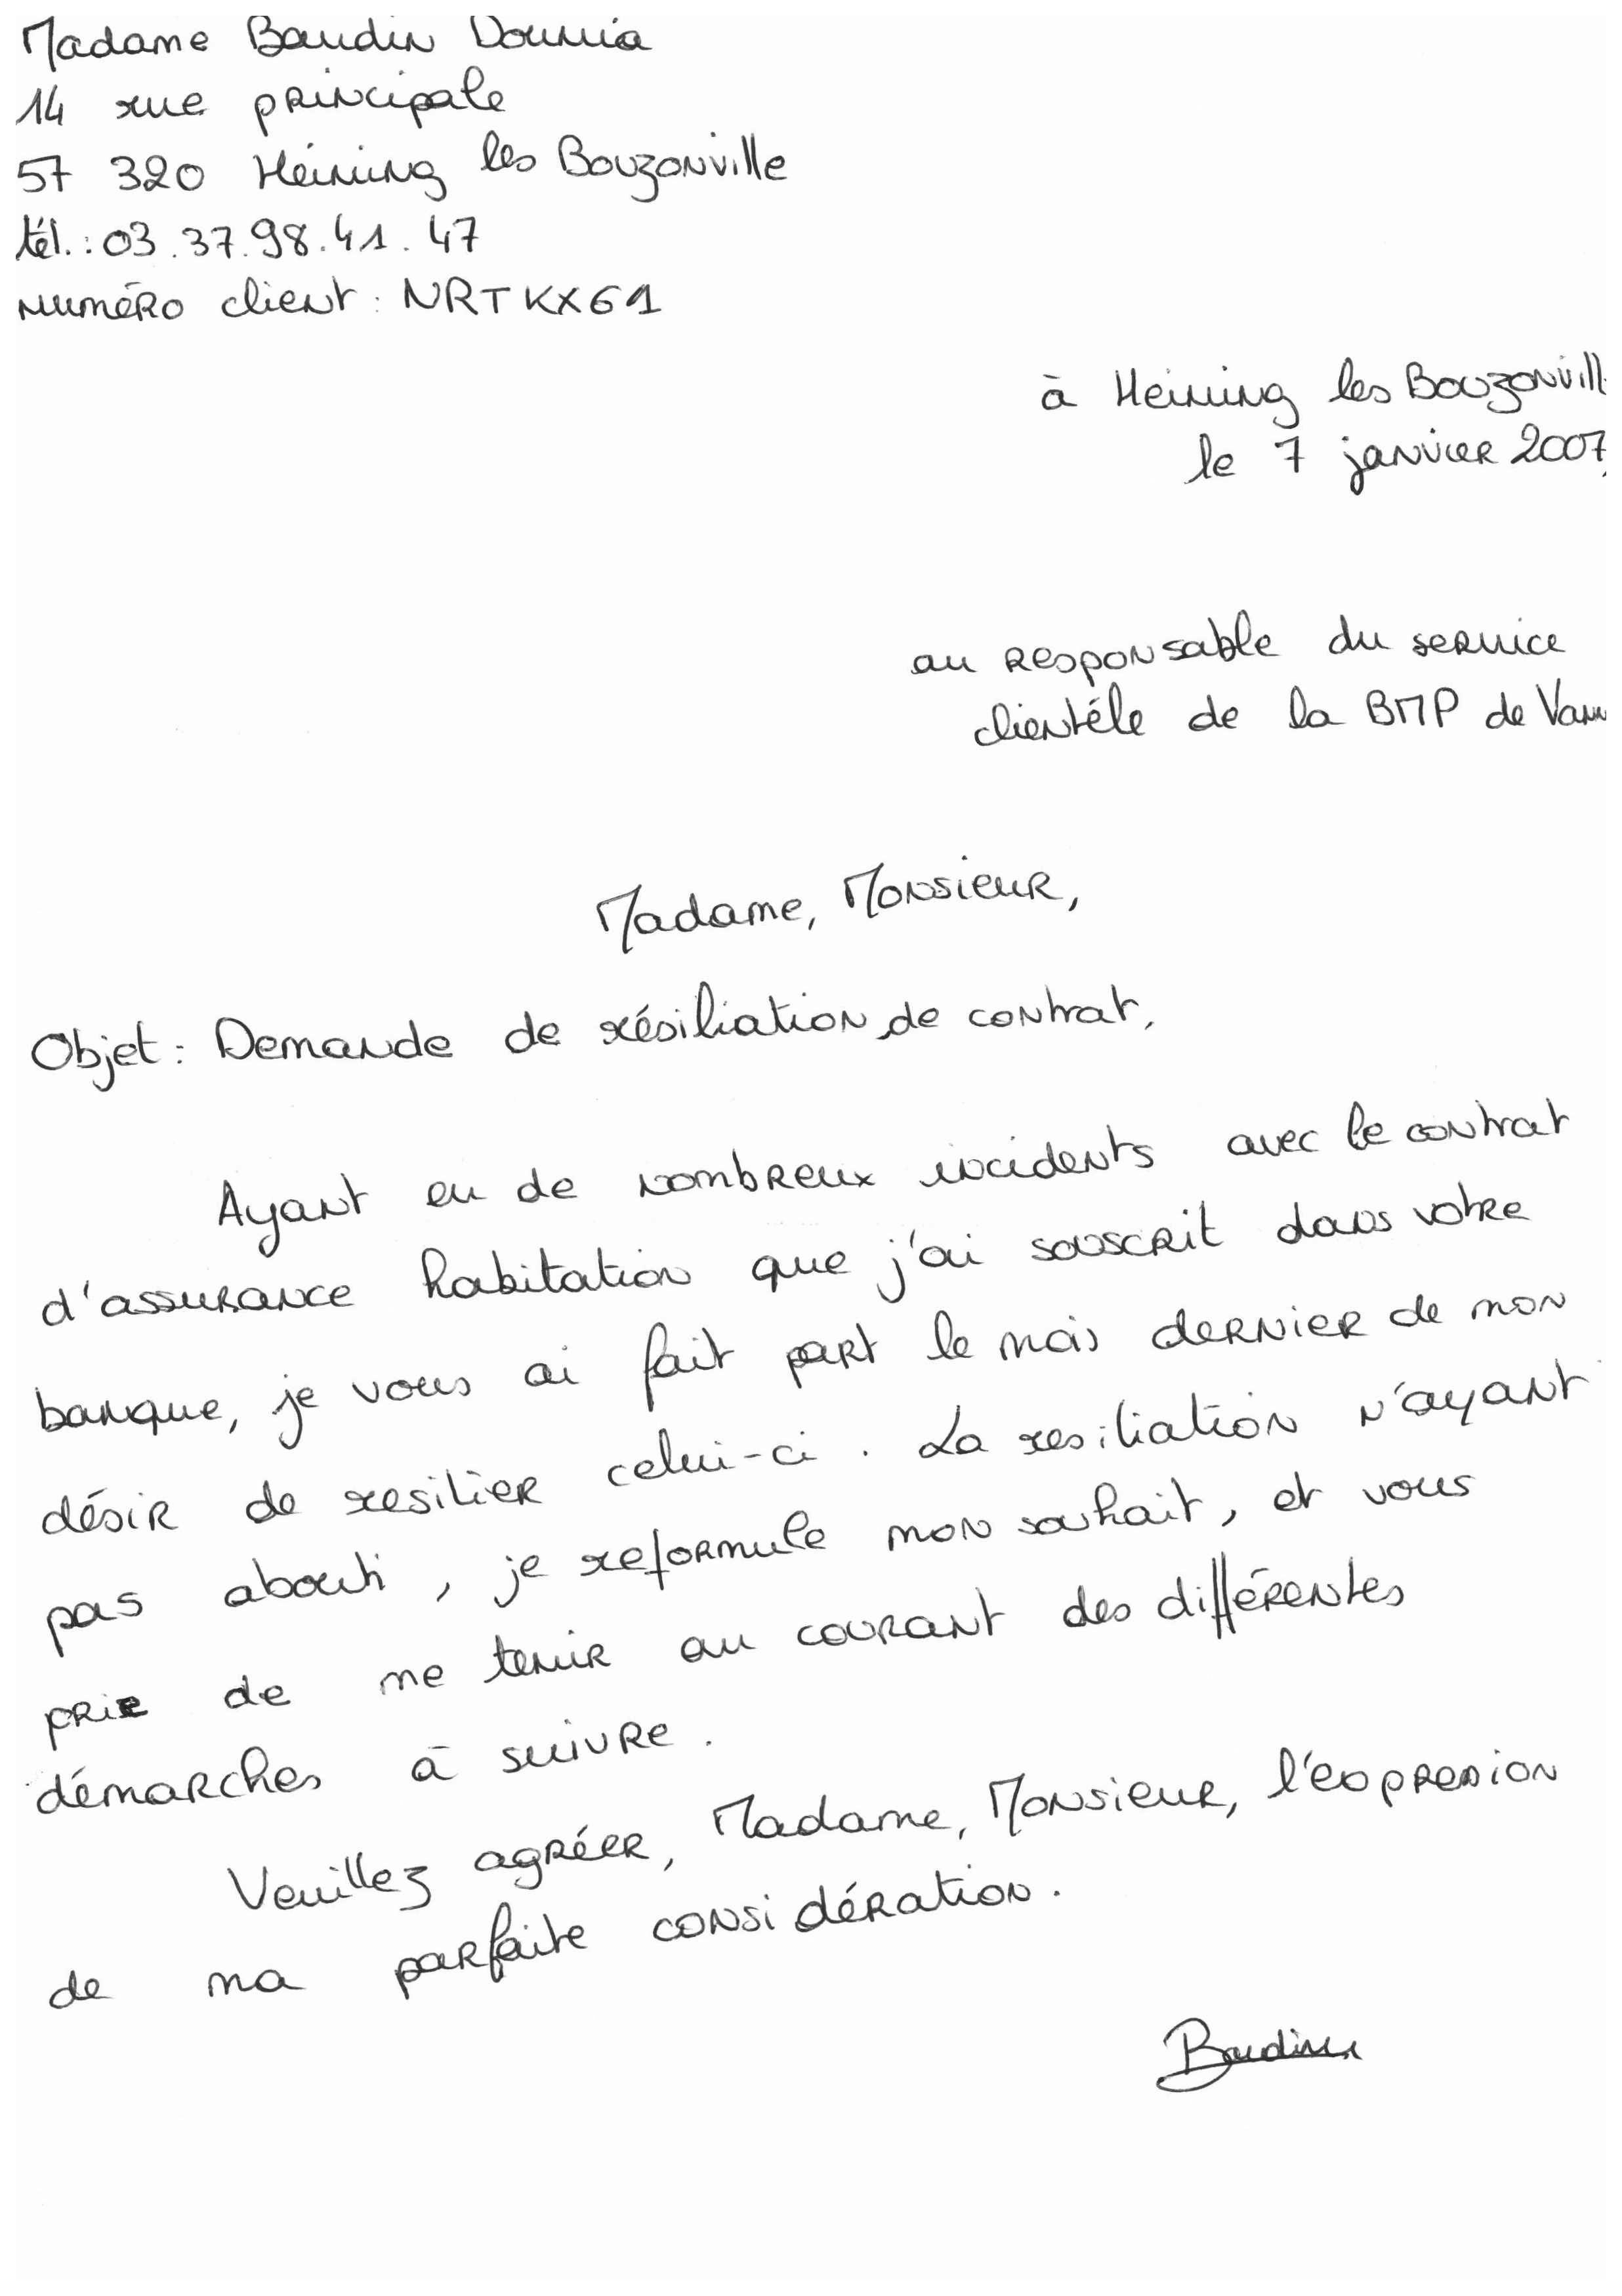 Madame Baudin Dounia
14 rue principale
57 320 Heining les Bouzonville
tél.: 03.37.98.41.47
numéro client : NRTKX61
à Heining les Bouzonvill
le 7 janvier 2007
au responsable du service
clientèle de la BMP de Vann
Madame, Monsieur,
Objet : Demande de résiliation de contrat.
Ayant eu de nombreux incidents avec le contrat
d'assurance habitation que j'ai souscrit dans votre
banque, je vous ai fait part le mois dernier de mon
désir de resilier celui-ci. La resiliation n'ayant
pas abouti, je reformule mon souhait, et vous
prie de me tenir au courant des différentes
démarches à suivre.
Veuillez agréer, Madame, Monsieur, l'expression
de ma parfaite considération.
Baudin